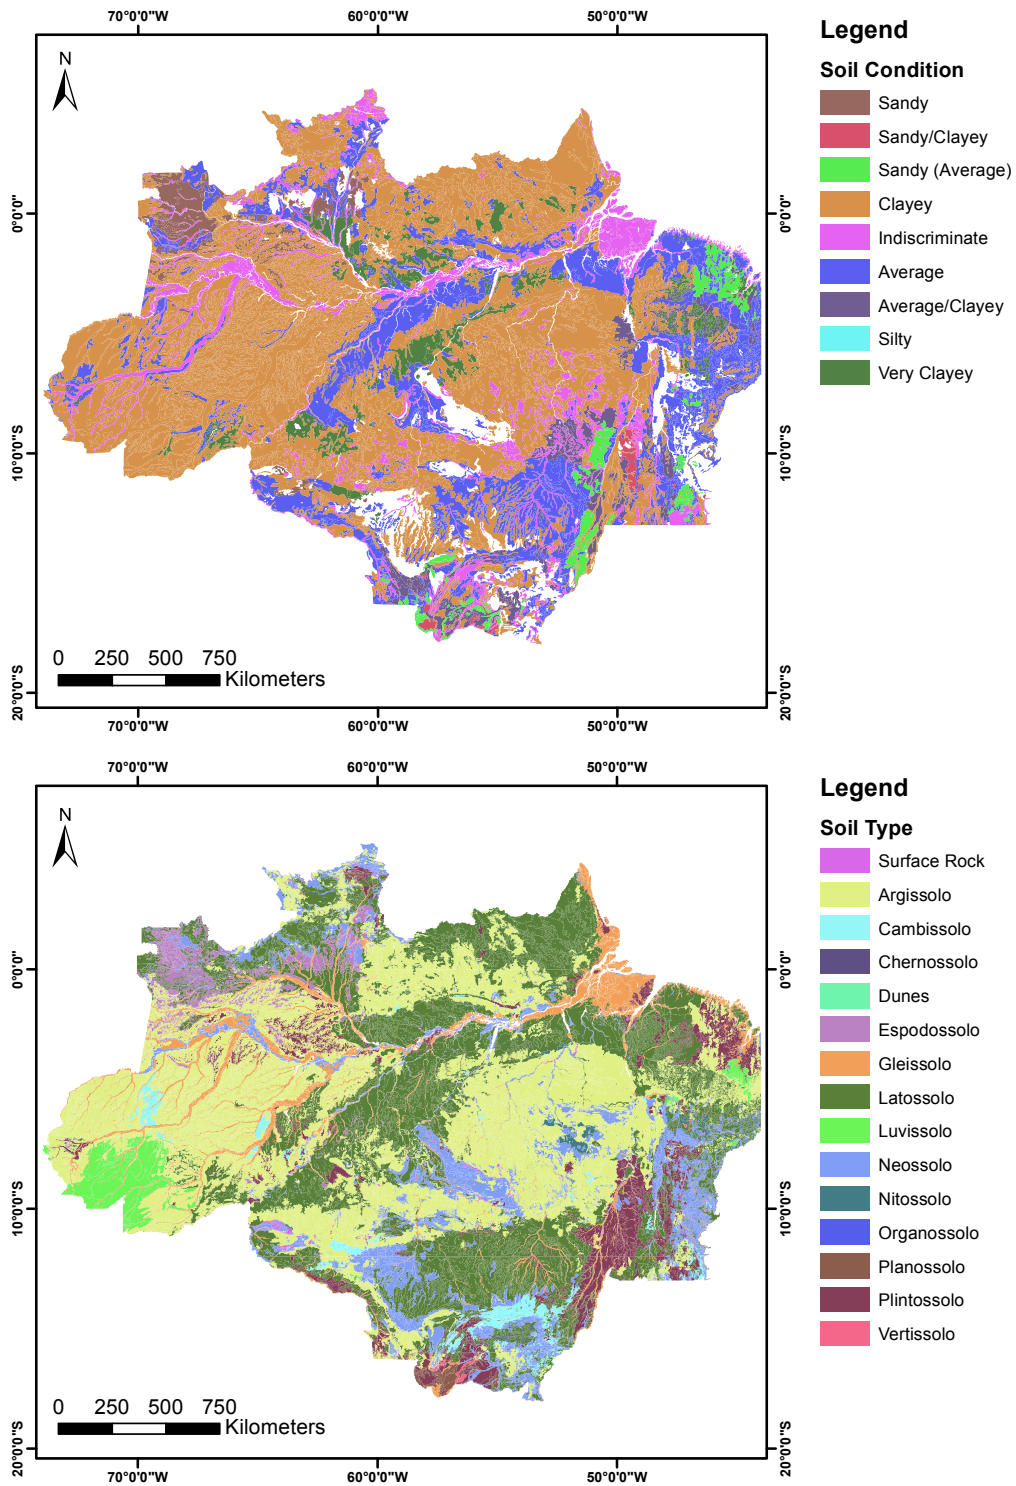 70°0'0"W 60°0'0"W 50°0'0"W
Legend
Soil Condition
N
Sandy
Sandy/Clayey
Sandy (Average)
Clayey
Indiscriminate
Average
Average/Clayey
Silty
Very Clayey
0°0'0" 0°0'0"
10°0'0"S 10°0'0"S
20°0'0"S 20°0'0"S
0 250 500 750
Kilometers
70°0'0"W 60°0'0"W 50°0'0"W
70°0'0"W 60°0'0"W 50°0'0"W
Legend
Soil Type
N
Surface Rock
Argissolo
Cambissolo
Chernossolo
Dunes
Espodossolo
Gleissolo
Latossolo
Luvissolo
Neossolo
Nitossolo
Organossolo
Planossolo
Plintossolo
Vertissolo
0°0'0" 0°0'0"
10°0'0"S 10°0'0"S
20°0'0"S 20°0'0"S
0 250 500 750
Kilometers
70°0'0"W 60°0'0"W 50°0'0"W